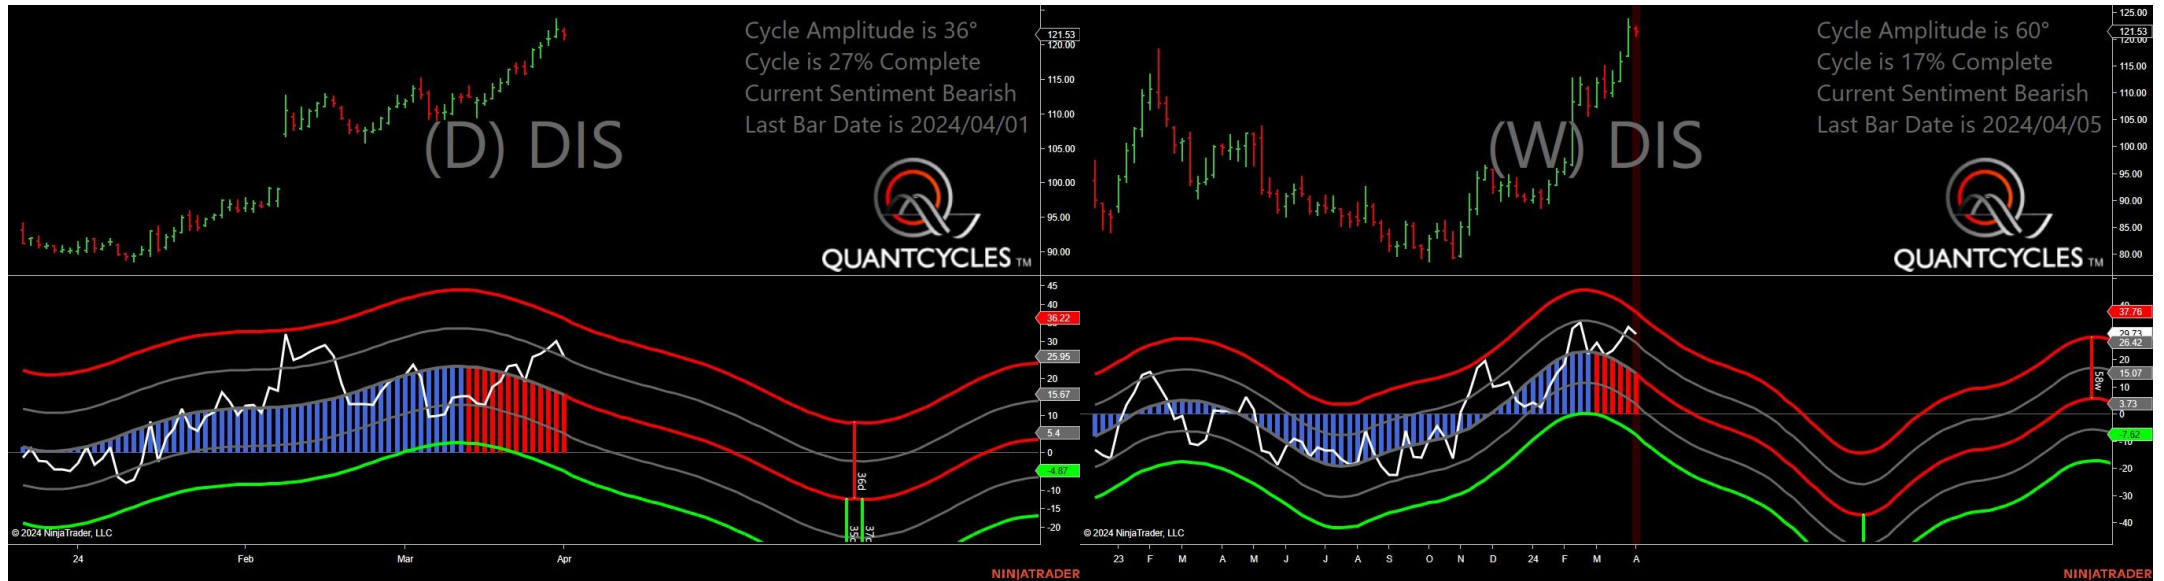 Cycle Amplitude is 36°
Cycle is 27% Complete
Current Sentiment Bearish
Last Bar Date is 2024/04/01
(D) DIS
QUANTCYCLES TM
121.53
120.00
115.00
110.00
105.00
100.00
95.00
90.00
45
40
36.22
30
25.95
20
15.67
10
5.4
0
-4.87
-10
-15
-20
36d
© 2024 NinjaTrader, LLC
24 Feb Mar Apr
NINJATRADER
Cycle Amplitude is 60°
Cycle is 17% Complete
Current Sentiment Bearish
Last Bar Date is 2024/04/05
(W) DIS
QUANTCYCLES TM
125.00
121.53
120.00
115.00
110.00
105.00
100.00
95.00
90.00
85.00
80.00
37.76
29.73
26.42
20
15.07
10
3.73
0
-7.62
-20
-30
-40
58w
© 2024 NinjaTrader, LLC
23 F M A M J J A S O N D 24 F M A
NINJATRADER